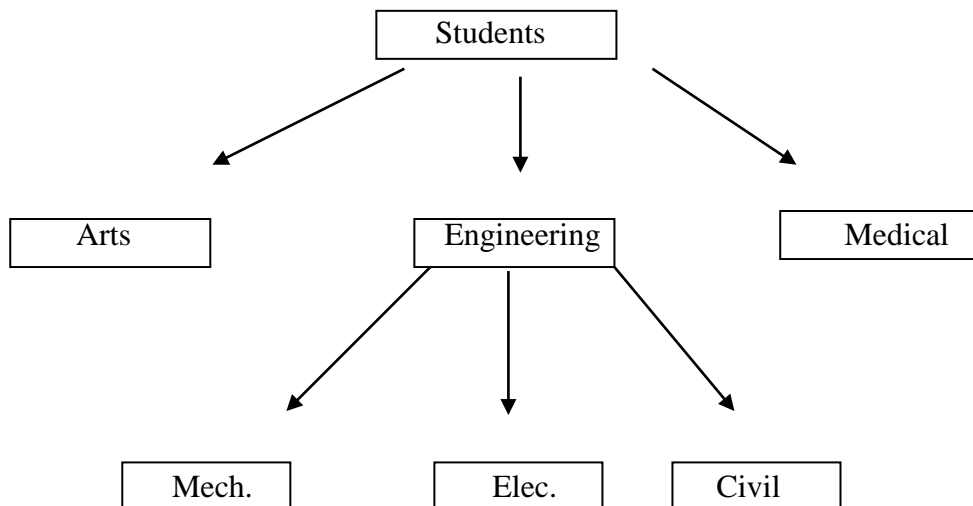 Students
Arts
Engineering
Medical
Mech.
Elec.
Civil